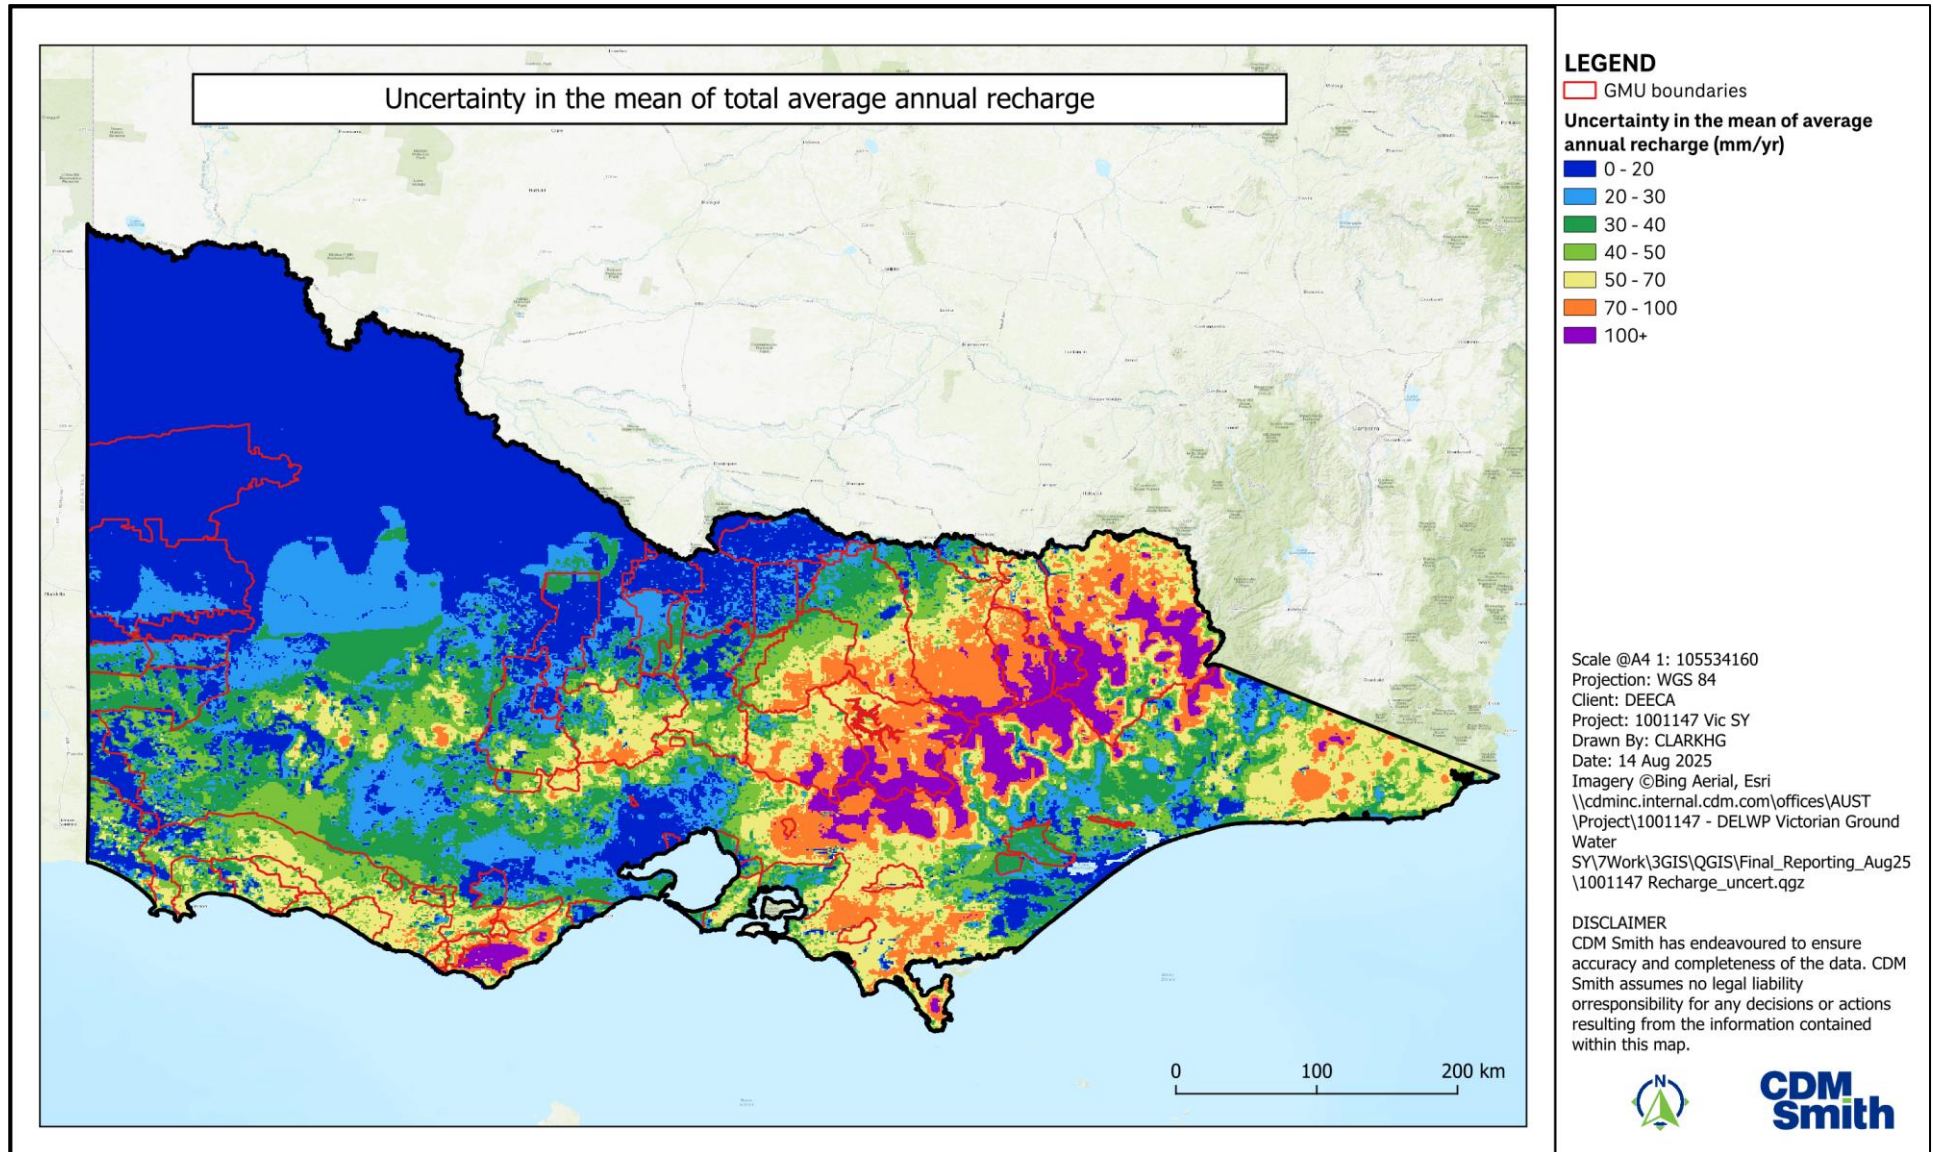 Uncertainty in the mean of total average annual recharge
LEGEND
GMU boundaries
Uncertainty in the mean of average
annual recharge (mm/yr)
0 - 20
20 - 30
30 - 40
40 - 50
50 - 70
70 - 100
100+
Scale @A4 1: 105534160
Projection: WGS 84
Client: DEECA
Project: 1001147 Vic SY
Drawn By: CLARKHG
Date: 14 Aug 2025
Imagery ©Bing Aerial, Esri
\\cdminc.internal.cdm.com\offices\AUST
\Project\1001147 - DELWP Victorian Ground
Water
SY\7Work\3GIS\QGIS\Final_Reporting_Aug25
\1001147 Recharge_uncert.qgz
DISCLAIMER
CDM Smith has endeavoured to ensure
accuracy and completeness of the data. CDM
Smith assumes no legal liability
orresponsibility for any decisions or actions
resulting from the information contained
within this map.
0 100 200 km
N
CDM
Smith